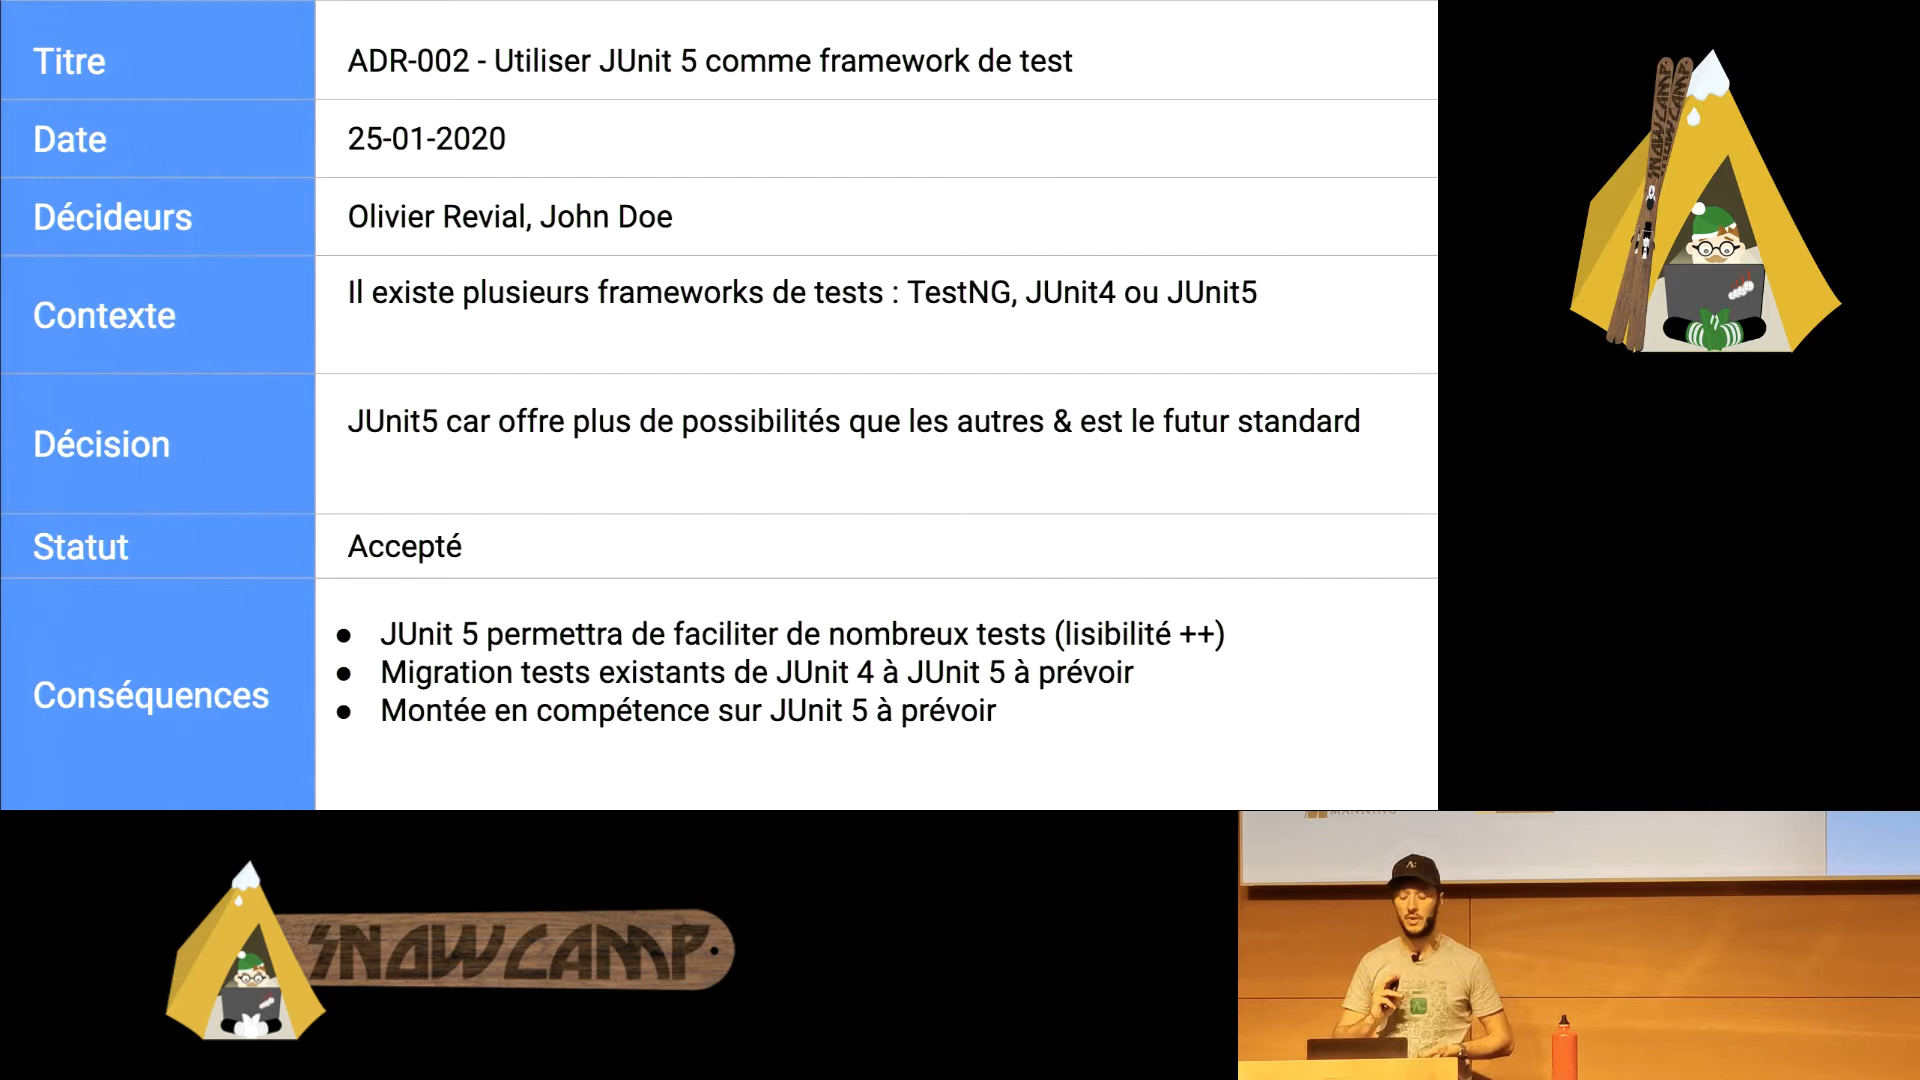 Titre
ADR-002 - Utiliser JUnit 5 comme framework de test
Date
25-01-2020
Décideurs
Olivier Revial, John Doe
Contexte
Il existe plusieurs frameworks de tests : TestNG, JUnit4 ou JUnit5
Décision
JUnit5 car offre plus de possibilités que les autres & est le futur standard
Statut
Accepté
Conséquences
● JUnit 5 permettra de faciliter de nombreux tests (lisibilité ++)
● Migration tests existants de JUnit 4 à JUnit 5 à prévoir
● Montée en compétence sur JUnit 5 à prévoir
SNOWCAMP
SNOWCAMP
SNOWCAMP
MANNING